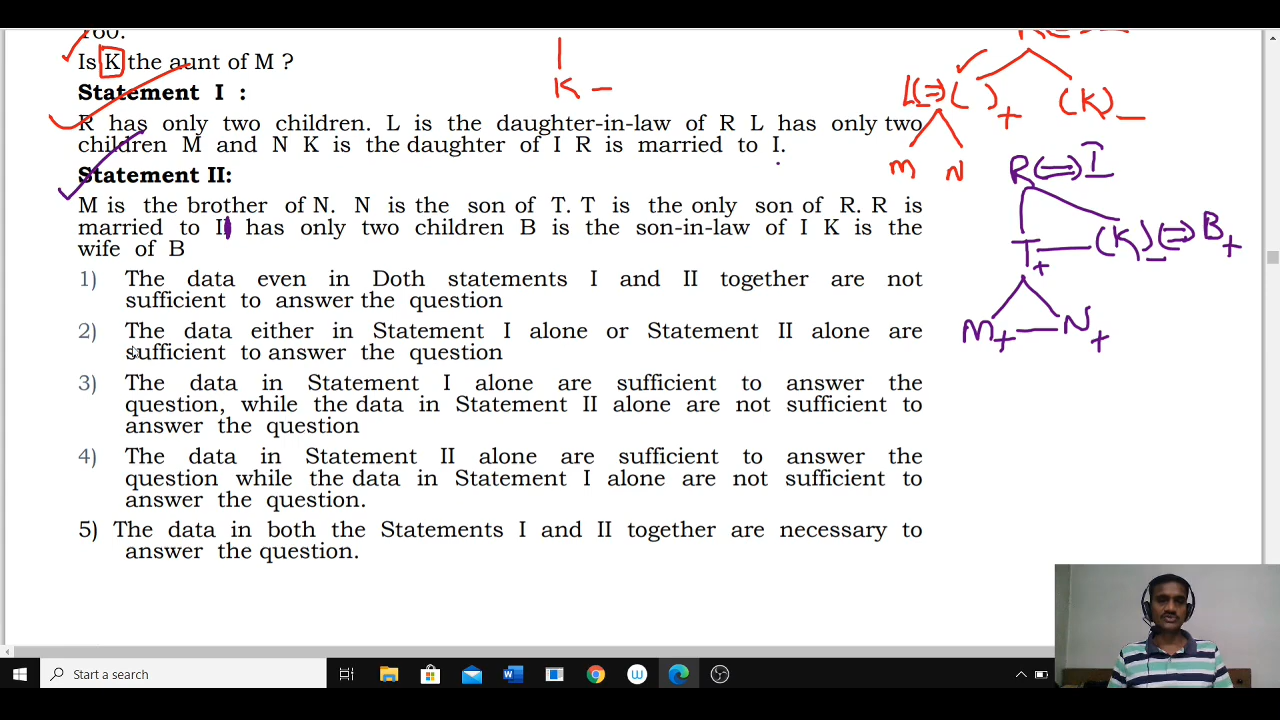 160.
Is K the aunt of M ?
Statement I :
R has only two children. L is the daughter-in-law of R L has only two
children M and N K is the daughter of I R is married to I.
Statement II:
M is the brother of N. N is the son of T. T is the only son of R. R is
married to I has only two children B is the son-in-law of I K is the
wife of B
1) The data even in Doth statements I and II together are not
sufficient to answer the question
2) The data either in Statement I alone or Statement II alone are
sufficient to answer the question
3) The data in Statement I alone are sufficient to answer the
question, while the data in Statement II alone are not sufficient to
answer the question
4) The data in Statement II alone are sufficient to answer the
question while the data in Statement I alone are not sufficient to
answer the question.
5) The data in both the Statements I and II together are necessary to
answer the question.
K -
L ⇔ ( )+ (K) -
M N
R ⇔ I
T+ (K) - ⇔ B+
M+ N+
Start a search